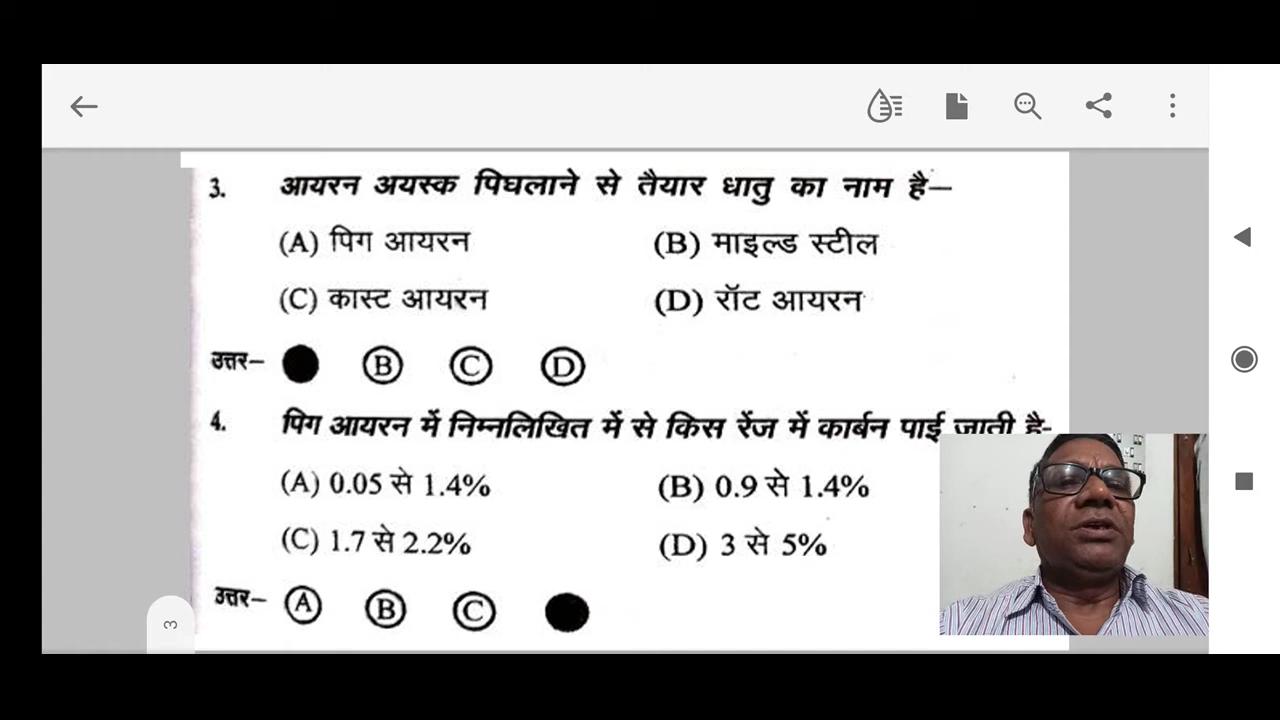 3. आयरन अयस्क पिघलाने से तैयार धातु का नाम है—
(A) पिग आयरन (B) माइल्ड स्टील
(C) कास्ट आयरन (D) रॉट आयरन
उत्तर– B C D
4. पिग आयरन में निम्नलिखित में से किस रेंज में कार्बन पाई जाती है-
(A) 0.05 से 1.4% (B) 0.9 से 1.4%
(C) 1.7 से 2.2% (D) 3 से 5%
उत्तर– A B C
3